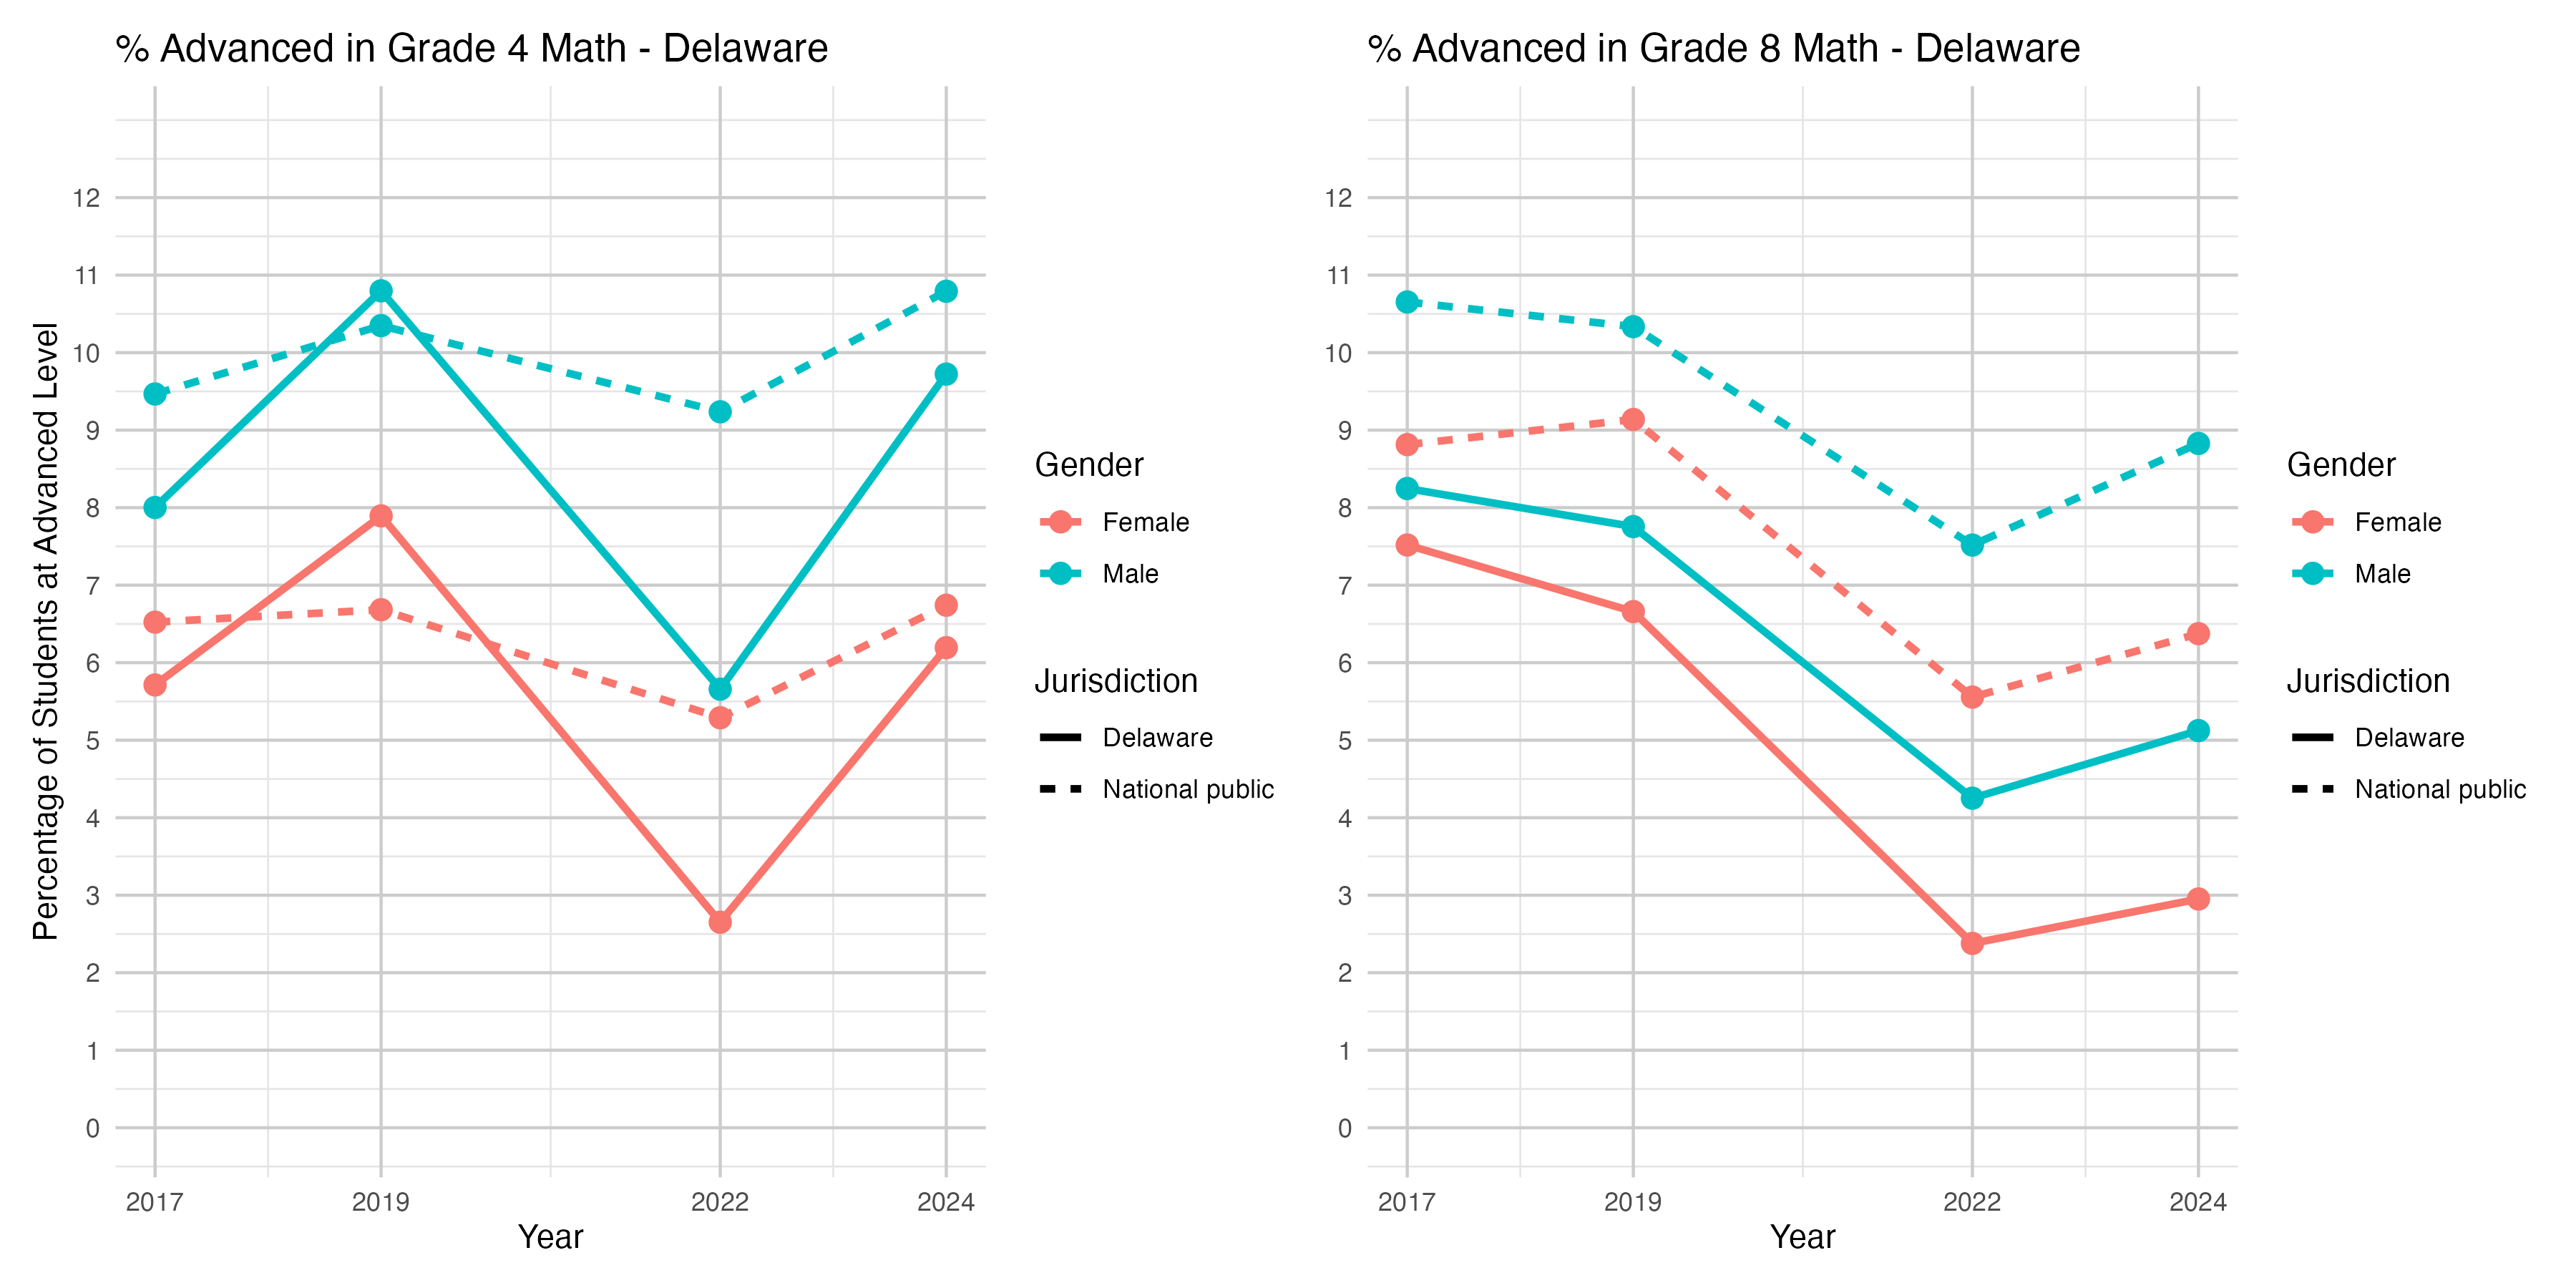 % Advanced in Grade 4 Math - Delaware
Percentage of Students at Advanced Level
12
11
10
9
8
7
6
5
4
3
2
1
0
2017
2019
2022
2024
Year
Gender
Female
Male
Jurisdiction
Delaware
National public
% Advanced in Grade 8 Math - Delaware
12
11
10
9
8
7
6
5
4
3
2
1
0
2017
2019
2022
2024
Year
Gender
Female
Male
Jurisdiction
Delaware
National public